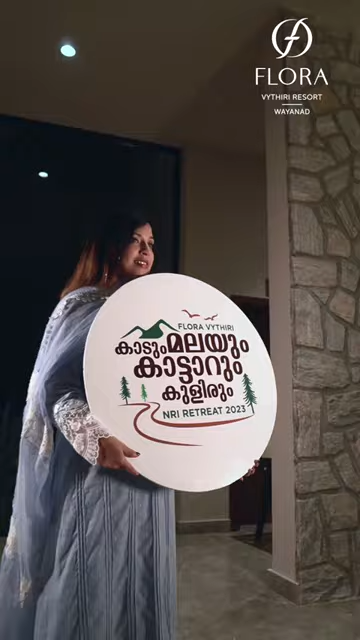 FLORA
VYTHIRI RESORT
WAYANAD
FLORA VYTHIRI
കാടും മലയും
കാട്ടാറും
കുളിരും
NRI RETREAT 2023